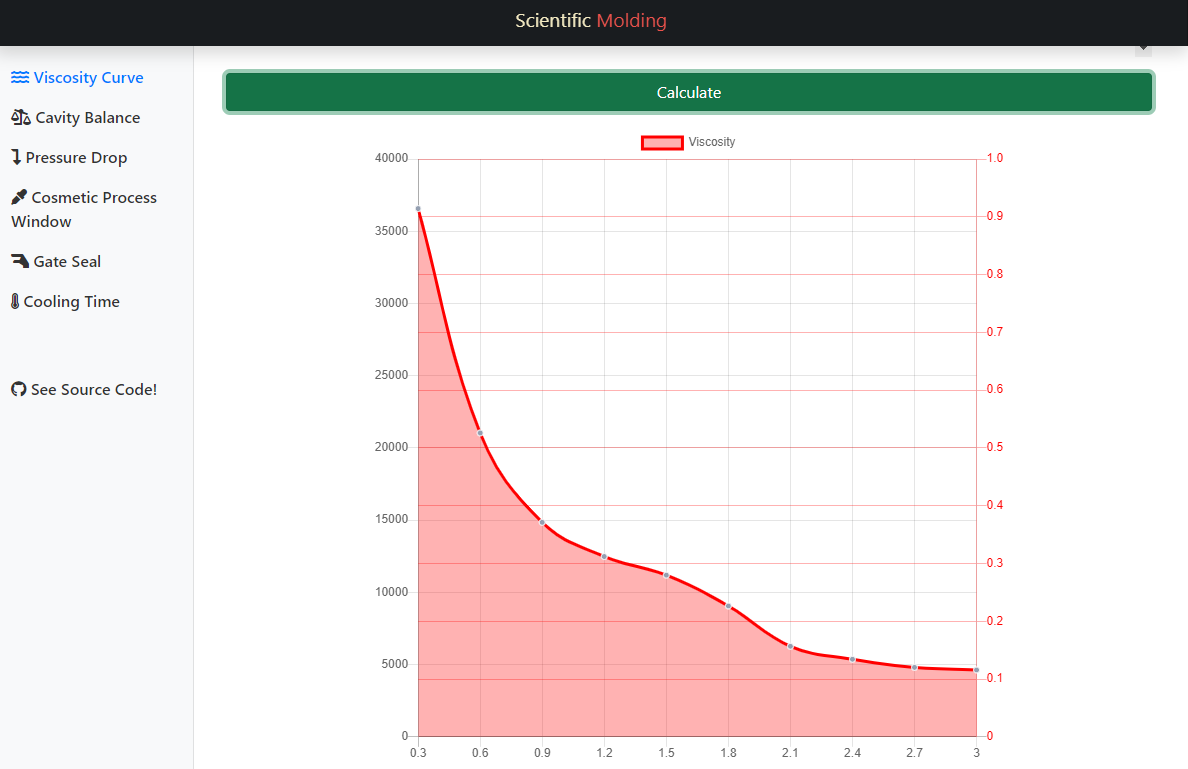 Scientific Molding
Viscosity Curve
Cavity Balance
Pressure Drop
Cosmetic Process
Window
Gate Seal
Cooling Time
See Source Code!
Calculate
Viscosity
40000
35000
30000
25000
20000
15000
10000
5000
0
1.0
0.9
0.8
0.7
0.6
0.5
0.4
0.3
0.2
0.1
0
0.3 0.6 0.9 1.2 1.5 1.8 2.1 2.4 2.7 3